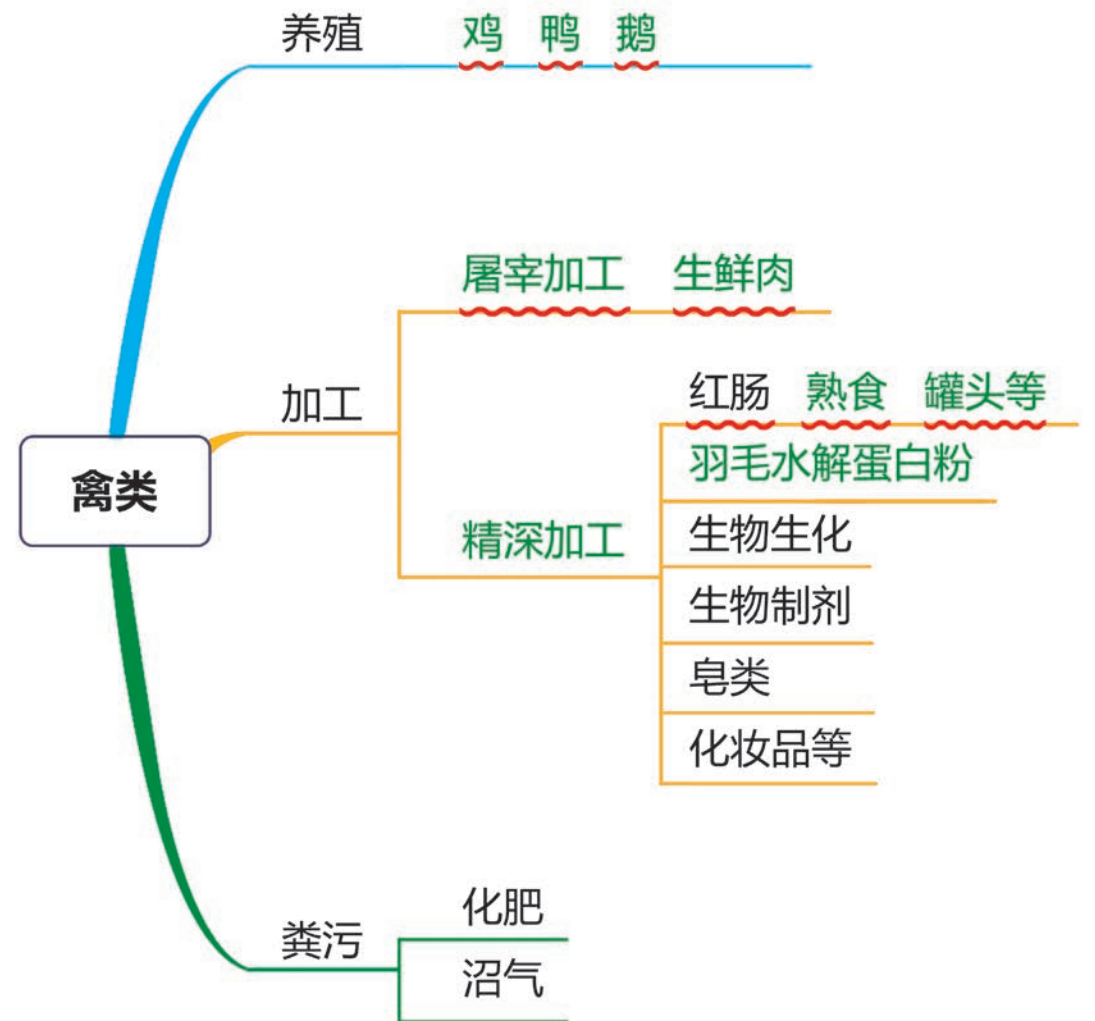 养殖 鸡 鸭 鹅
屠宰加工 生鲜肉
红肠 熟食 罐头等
加工
羽毛水解蛋白粉
禽类
精深加工
生物生化
生物制剂
皂类
化妆品等
化肥
粪污
沼气